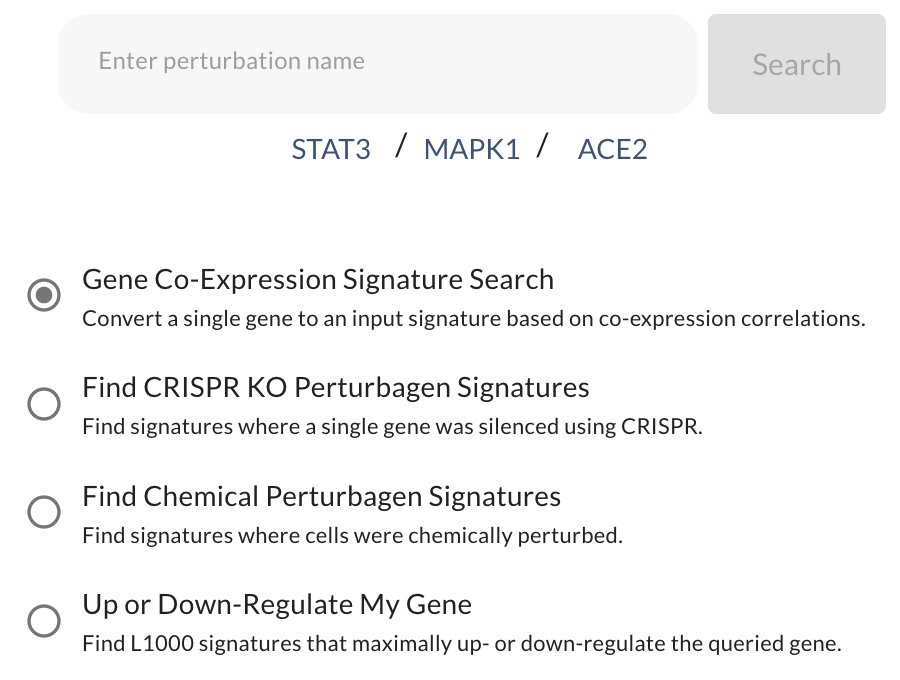 Enter perturbation name
Search
STAT3 / MAPK1 / ACE2
Gene Co-Expression Signature Search
Convert a single gene to an input signature based on co-expression correlations.
Find CRISPR KO Perturbagen Signatures
Find signatures where a single gene was silenced using CRISPR.
Find Chemical Perturbagen Signatures
Find signatures where cells were chemically perturbed.
Up or Down-Regulate My Gene
Find L1000 signatures that maximally up- or down-regulate the queried gene.